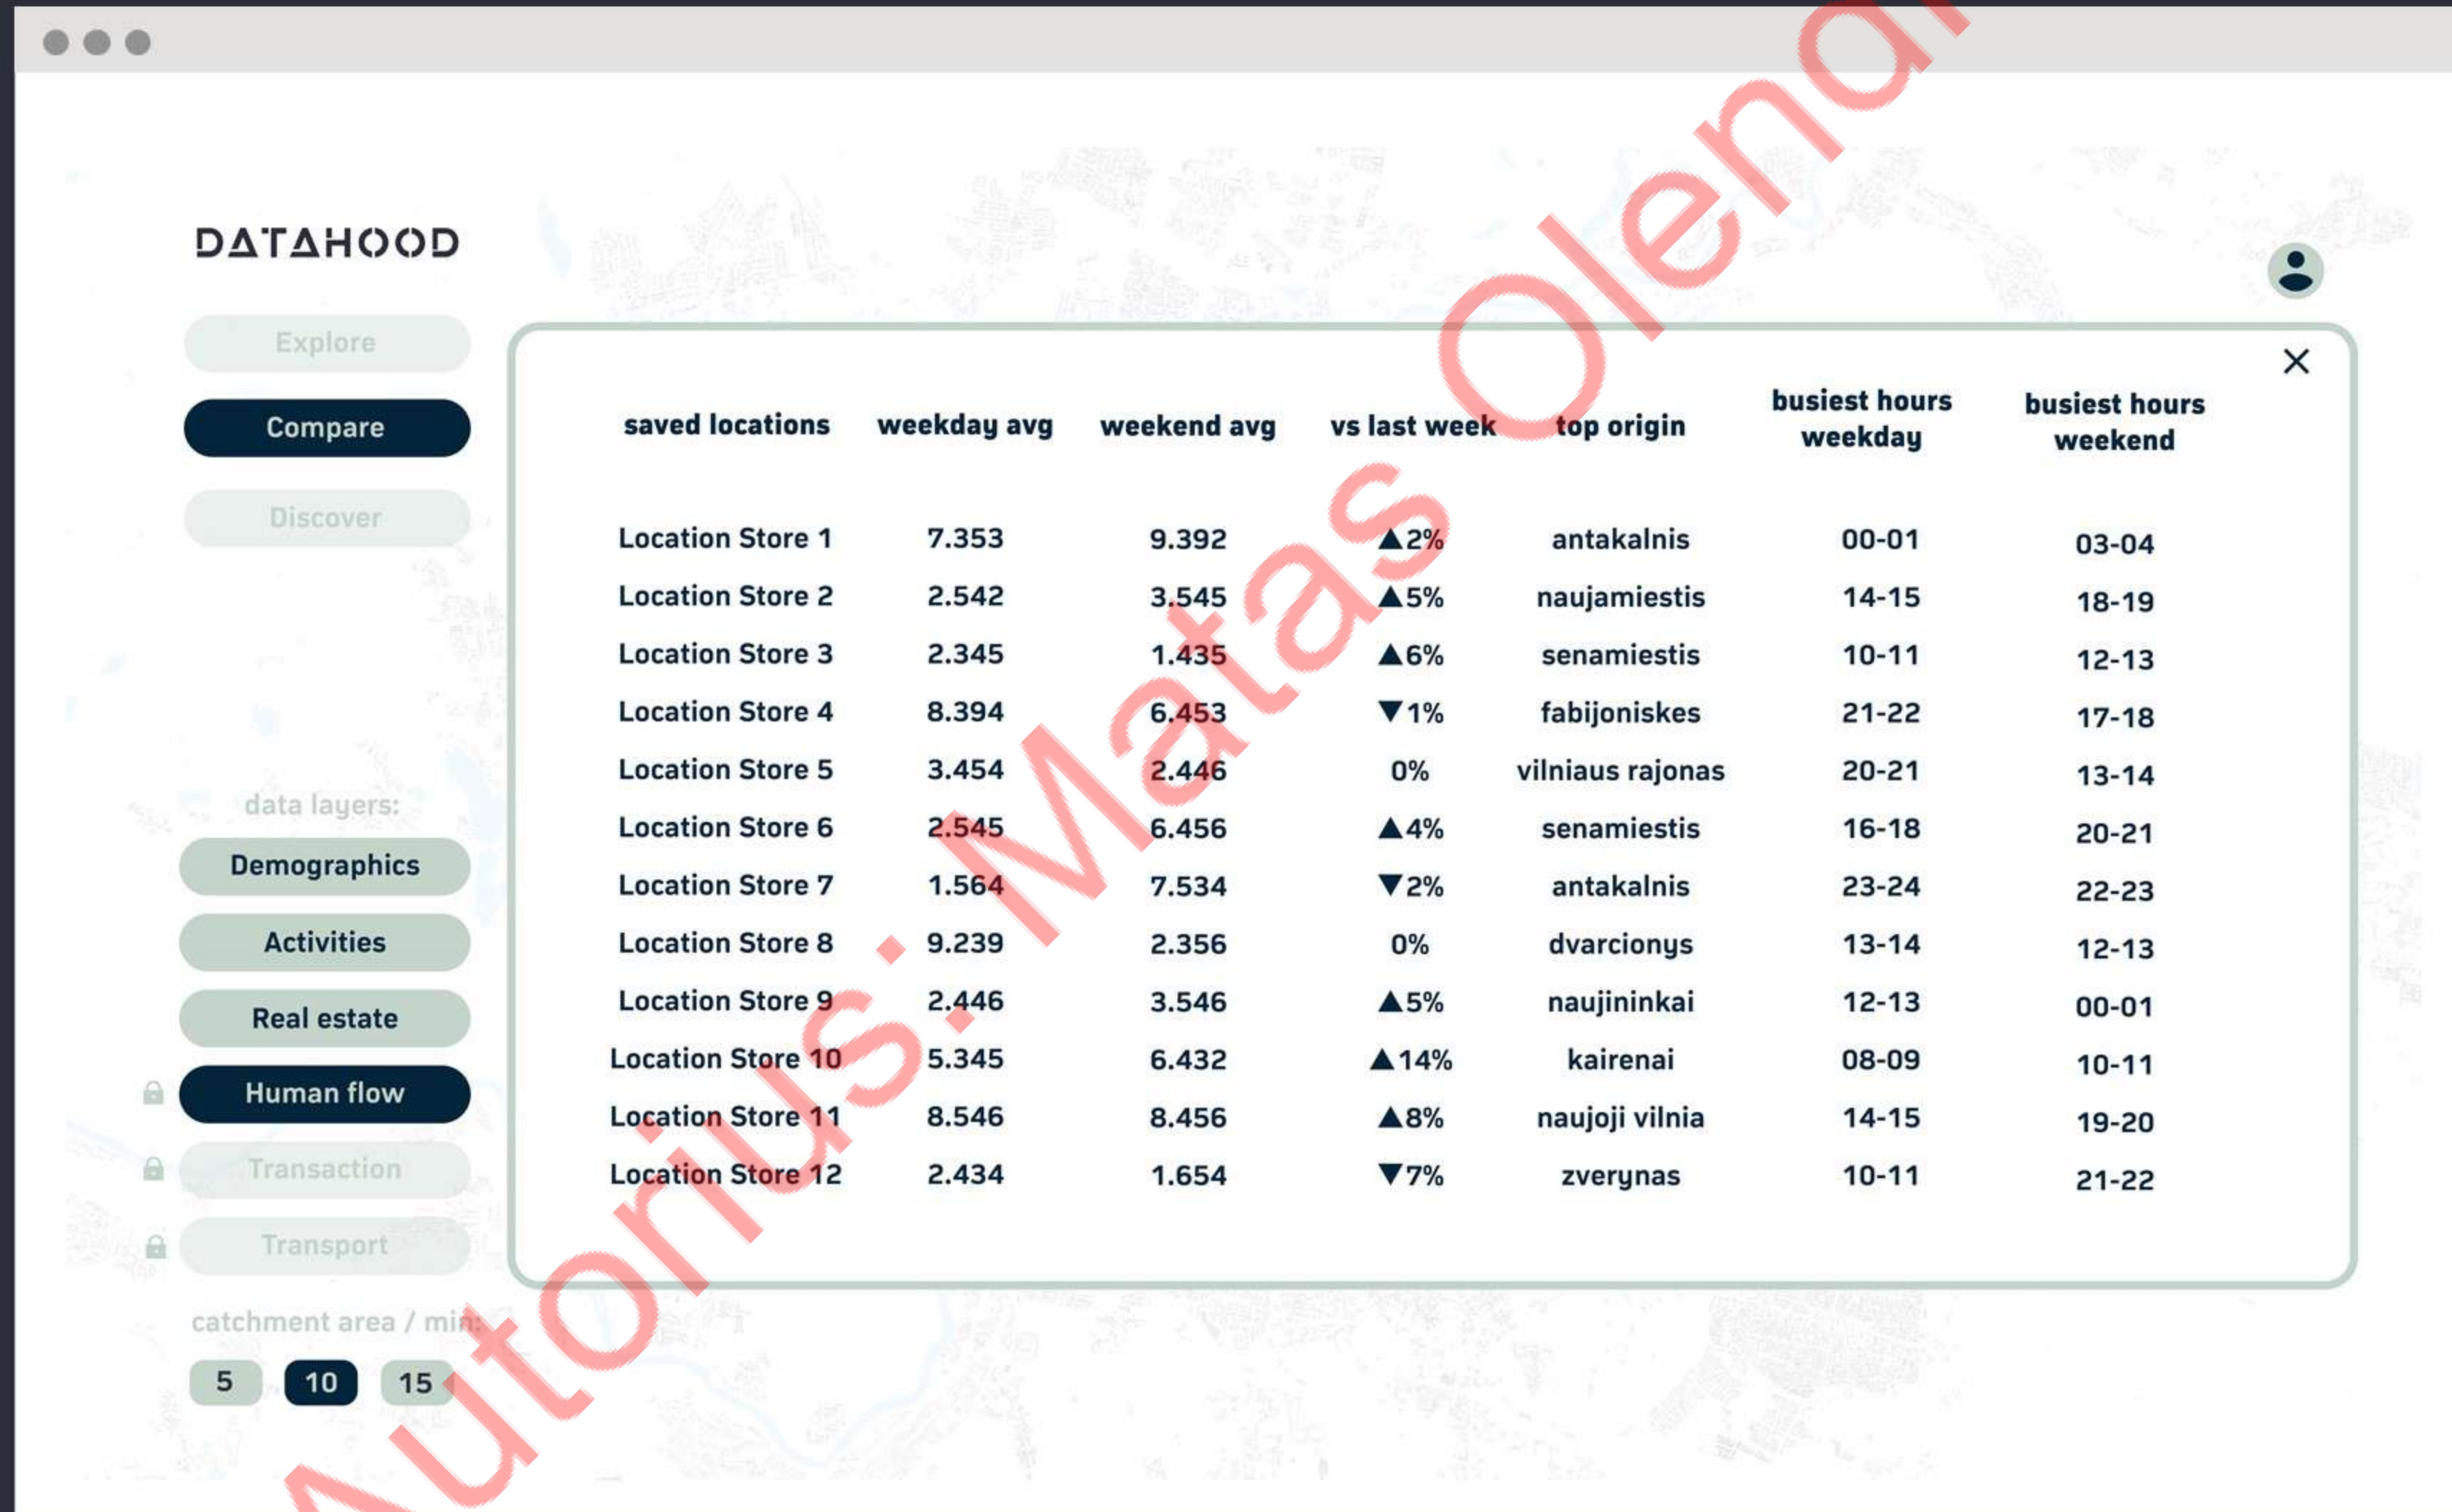 DATAHOOD
Explore
Compare
Discover
data layers:
Demographics
Activities
Real estate
Human flow
Transaction
Transport
catchment area / min:
5 10 15
saved locations weekday avg weekend avg vs last week top origin busiest hours weekday busiest hours weekend
Location Store 1 7.353 9.392 ▲2% antakalnis 00-01 03-04
Location Store 2 2.542 3.545 ▲5% naujamiestis 14-15 18-19
Location Store 3 2.345 1.435 ▲6% senamiestis 10-11 12-13
Location Store 4 8.394 6.453 ▼1% fabijoniskes 21-22 17-18
Location Store 5 3.454 2.446 0% vilniaus rajonas 20-21 13-14
Location Store 6 2.545 6.456 ▲4% senamiestis 16-18 20-21
Location Store 7 1.564 7.534 ▼2% antakalnis 23-24 22-23
Location Store 8 9.239 2.356 0% dvarcionys 13-14 12-13
Location Store 9 2.446 3.546 ▲5% naujininkai 12-13 00-01
Location Store 10 5.345 6.432 ▲14% kairenai 08-09 10-11
Location Store 11 8.546 8.456 ▲8% naujoji vilnia 14-15 19-20
Location Store 12 2.434 1.654 ▼7% zverynas 10-11 21-22
Autorius: Matas